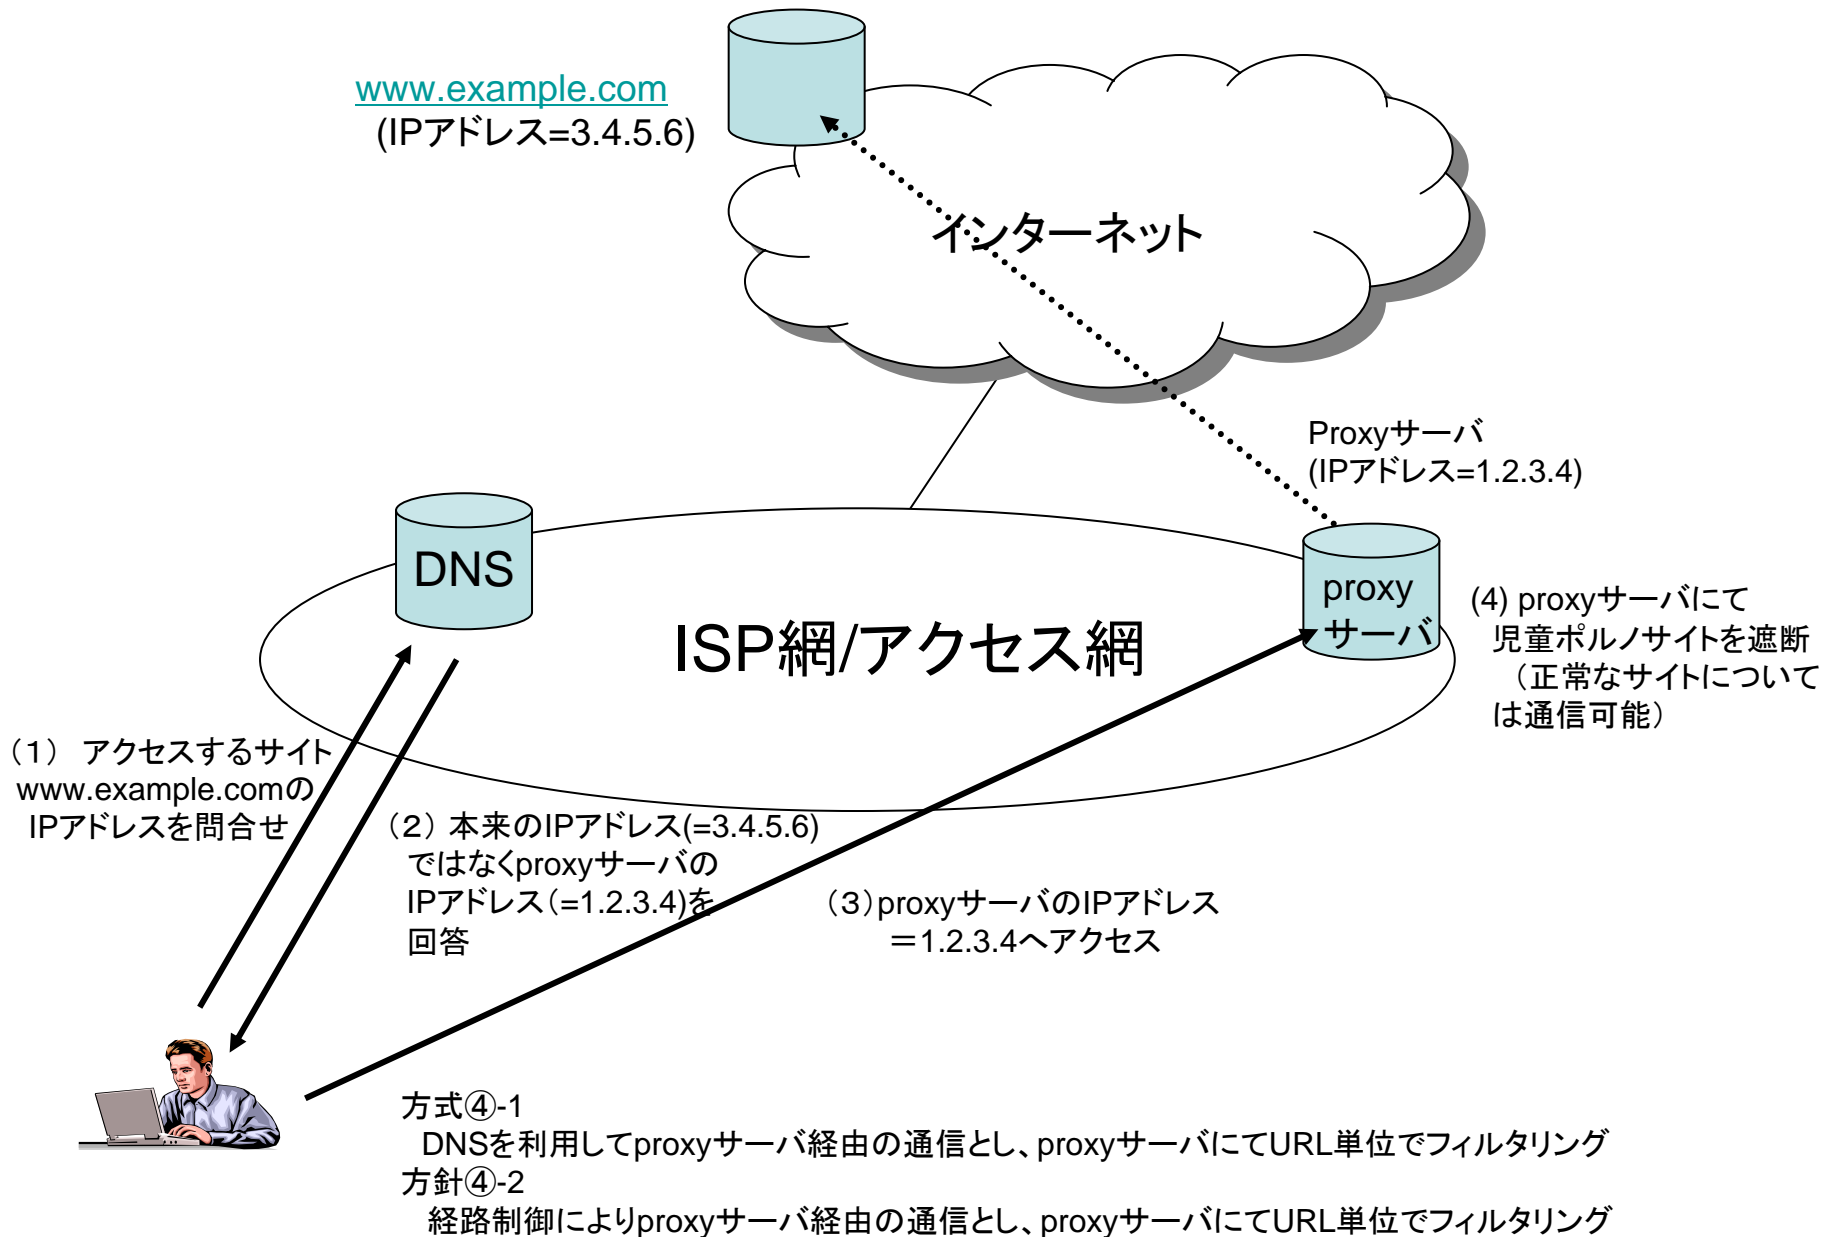 www.example.com
(IPアドレス=3.4.5.6)
インターネット
Proxyサーバ
(IPアドレス=1.2.3.4)
DNS
ISP網/アクセス網
proxy
サーバ
(4) proxyサーバにて
児童ポルノサイトを遮断
（正常なサイトについて
は通信可能）
（１） アクセスするサイト
www.example.comの
IPアドレスを問合せ
（２） 本来のIPアドレス(=3.4.5.6)
ではなくproxyサーバの
IPアドレス（=1.2.3.4)を
回答
（３）proxyサーバのIPアドレス
＝1.2.3.4へアクセス
方式④-1
DNSを利用してproxyサーバ経由の通信とし、proxyサーバにてURL単位でフィルタリング
方針④-2
経路制御によりproxyサーバ経由の通信とし、proxyサーバにてURL単位でフィルタリング